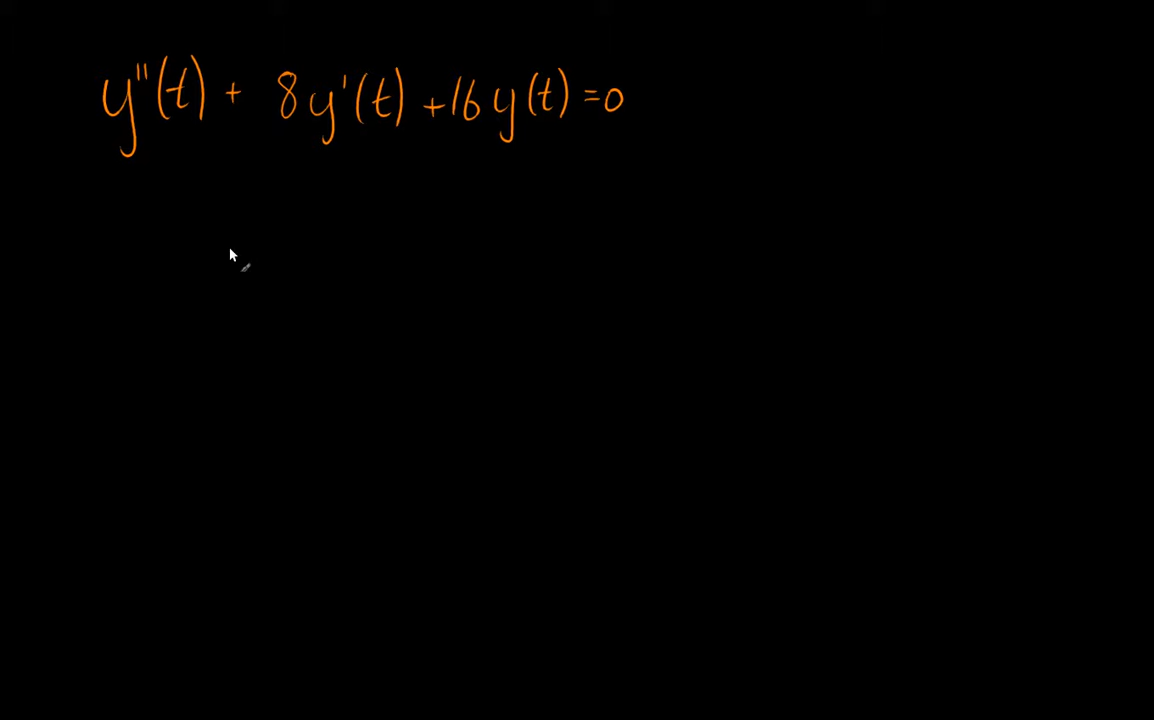 y''(t) + 8y'(t) + 16y(t) = 0